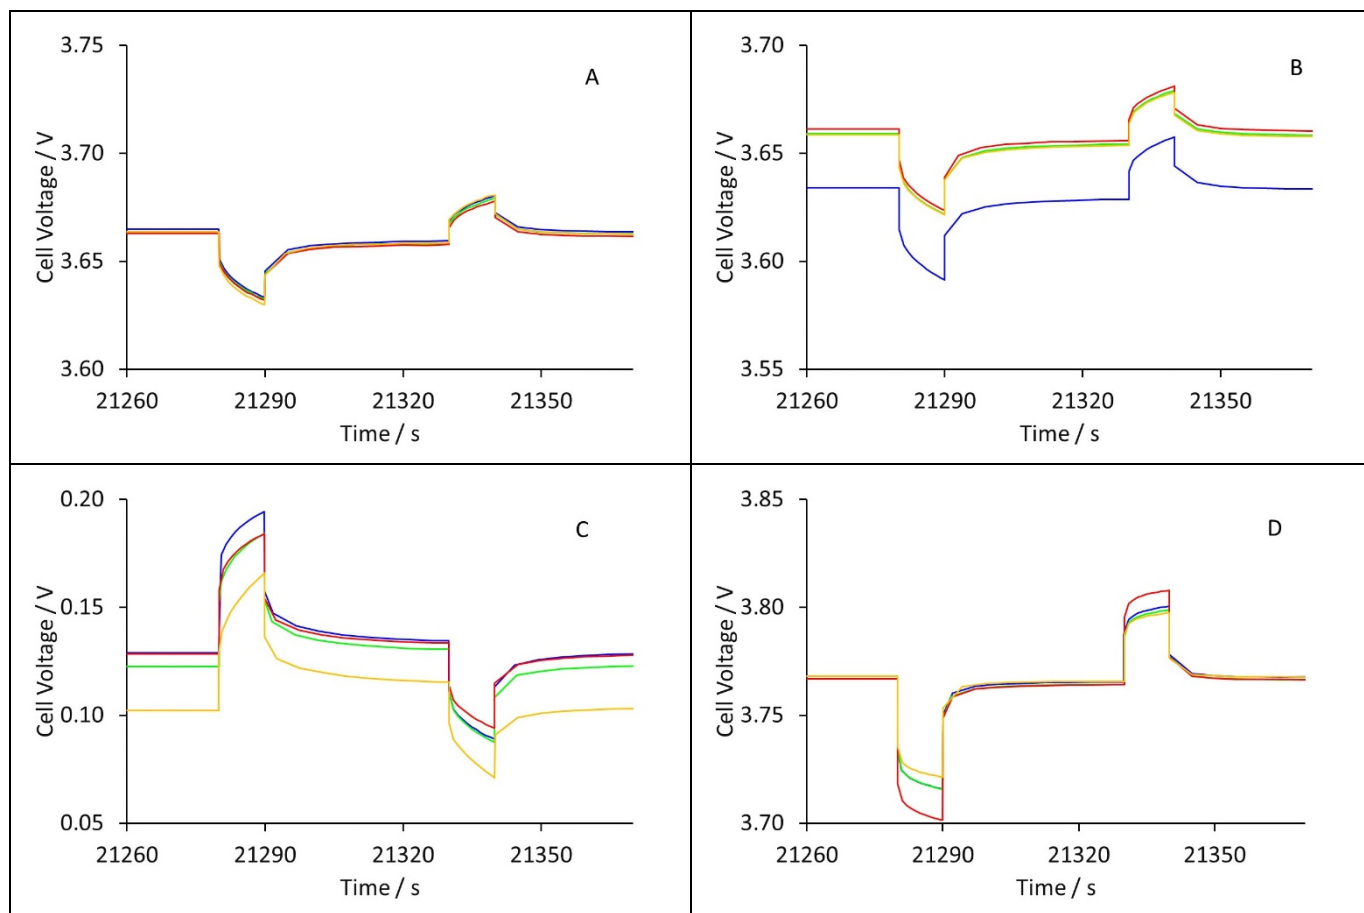 3.75
A
3.70
3.65
3.60
Cell Voltage / V
21260 21290 21320 21350
Time / s
3.70
B
3.65
3.60
3.55
Cell Voltage / V
21260 21290 21320 21350
Time / s
0.20
C
0.15
0.10
0.05
Cell Voltage / V
21260 21290 21320 21350
Time / s
3.85
D
3.80
3.75
3.70
Cell Voltage / V
21260 21290 21320 21350
Time / s